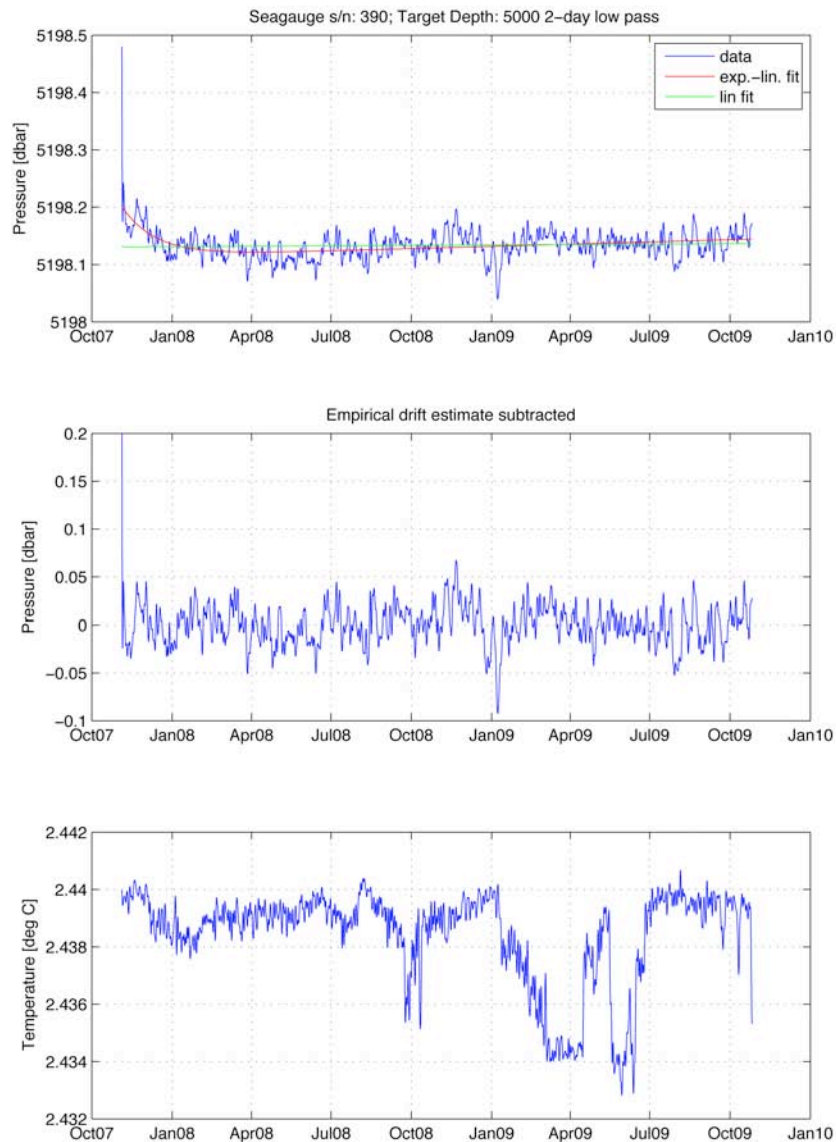 Seagauge s/n: 390; Target Depth: 5000 2-day low pass
5198.5
5198.4
5198.3
5198.2
5198.1
5198
Pressure [dbar]
data
exp.-lin. fit
lin fit
Oct07 Jan08 Apr08 Jul08 Oct08 Jan09 Apr09 Jul09 Oct09 Jan10
Empirical drift estimate subtracted
0.2
0.15
0.1
0.05
0
−0.05
−0.1
Pressure [dbar]
Oct07 Jan08 Apr08 Jul08 Oct08 Jan09 Apr09 Jul09 Oct09 Jan10
2.442
2.44
2.438
2.436
2.434
2.432
Temperature [deg C]
Oct07 Jan08 Apr08 Jul08 Oct08 Jan09 Apr09 Jul09 Oct09 Jan10